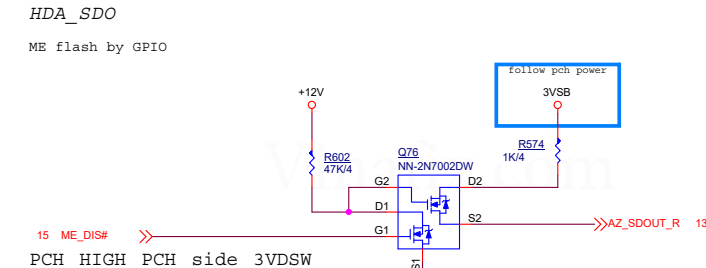 HDA_SDO
ME flash by GPIO
follow pch power
+12V
3VSB
R602
47K/4
Q76
NN-2N7002DW
R574
1K/4
G2
D2
D1
S2
AZ_SDOUT_R 13
15 ME_DIS#
G1
PCH HIGH PCH side 3VDSW
S1